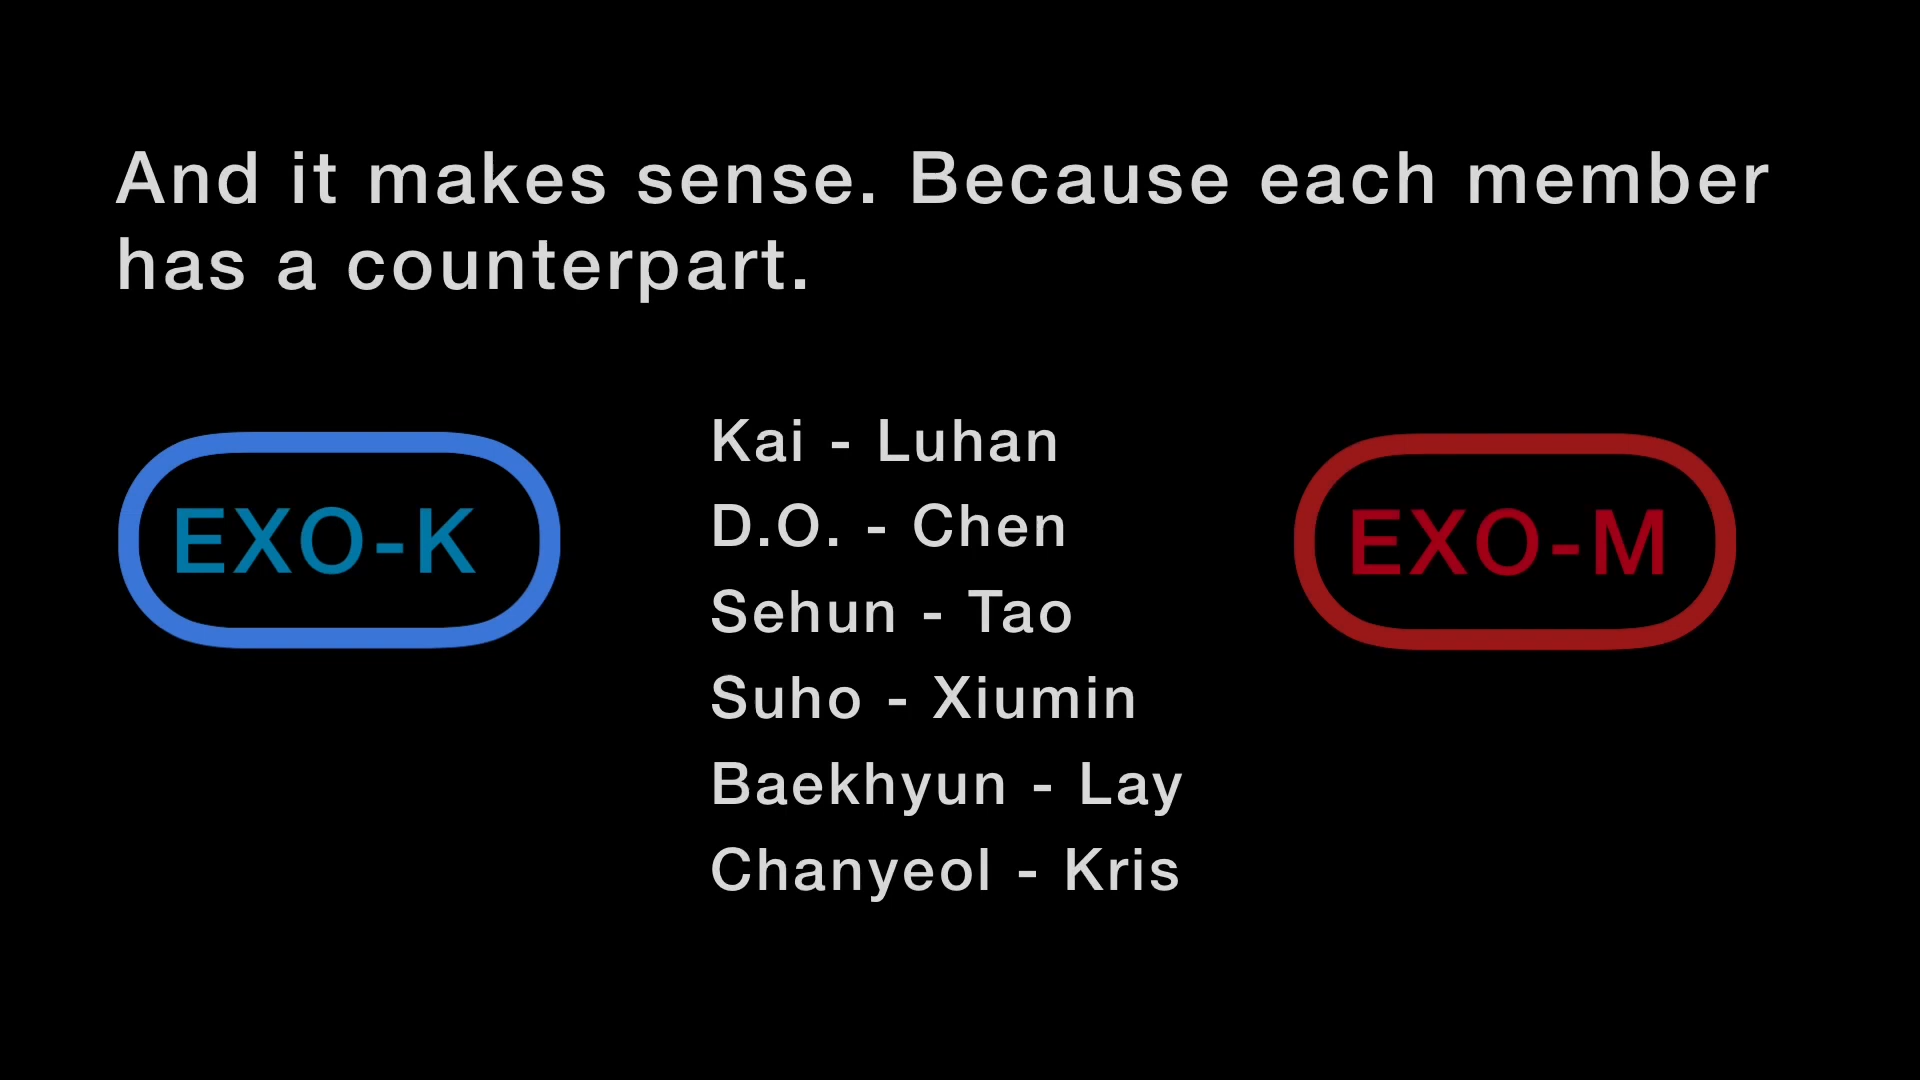 And it makes sense. Because each member
has a counterpart.
EXO-K
Kai - Luhan
D.O. - Chen
Sehun - Tao
Suho - Xiumin
Baekhyun - Lay
Chanyeol - Kris
EXO-M